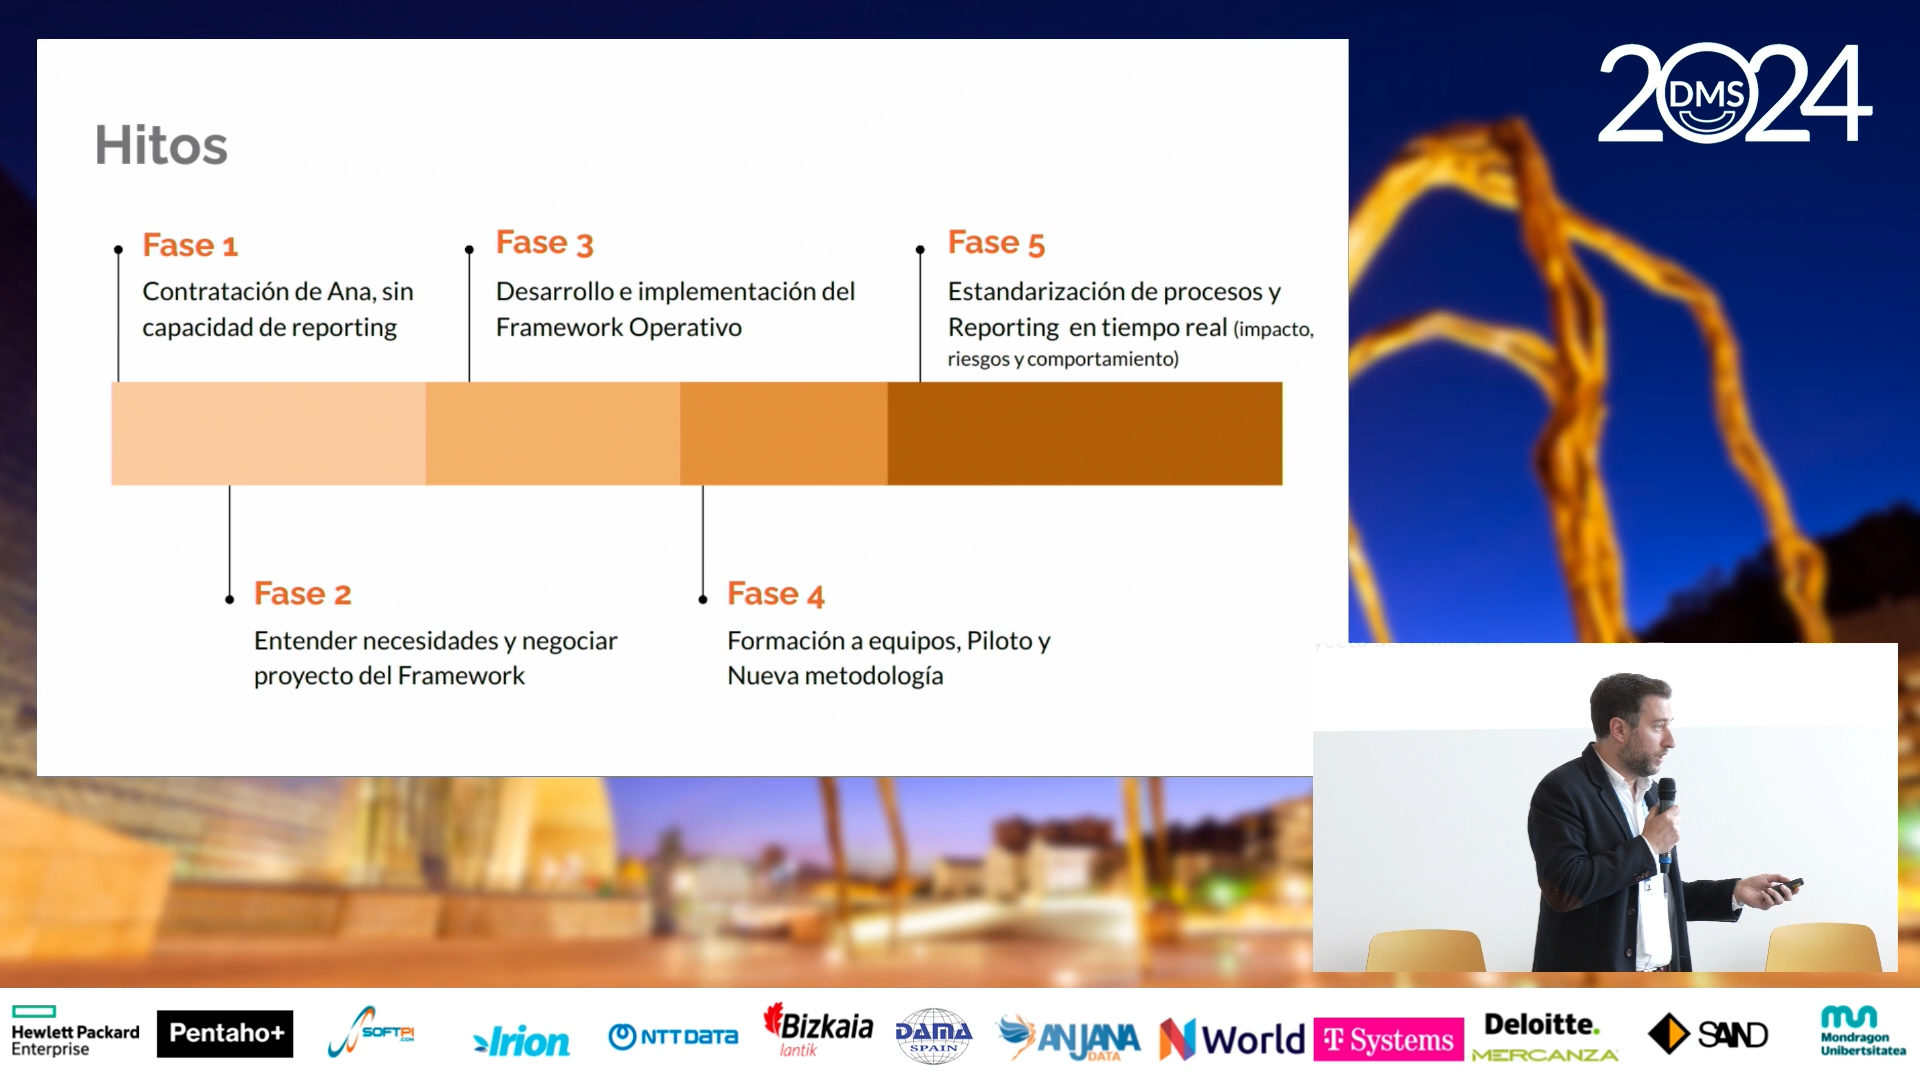 2024
DMS
Hitos
Fase 1
Contratación de Ana, sin
capacidad de reporting
Fase 3
Desarrollo e implementación del
Framework Operativo
Fase 5
Estandarización de procesos y
Reporting en tiempo real (impacto,
riesgos y comportamiento)
Fase 2
Entender necesidades y negociar
proyecto del Framework
Fase 4
Formación a equipos, Piloto y
Nueva metodología
Hewlett Packard
Enterprise
Pentaho+
SOFTPI
.COM
Irion
NTT DATA
Bizkaia
lantik
DAMA
SPAIN
ANJANA
DATA
N World
T Systems
Deloitte.
MERCANZA
SAND
Mondragon
Unibertsitatea